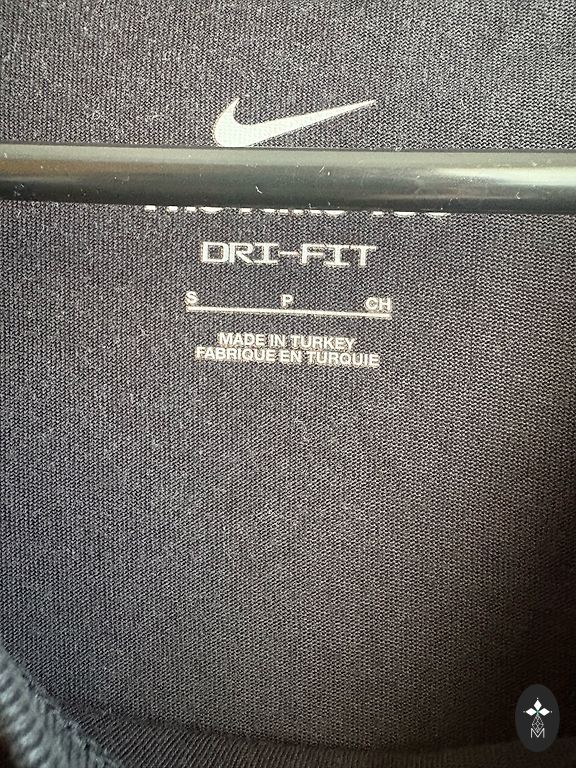 DRI-FIT
S P CH
MADE IN TURKEY
FABRIQUE EN TURQUIE